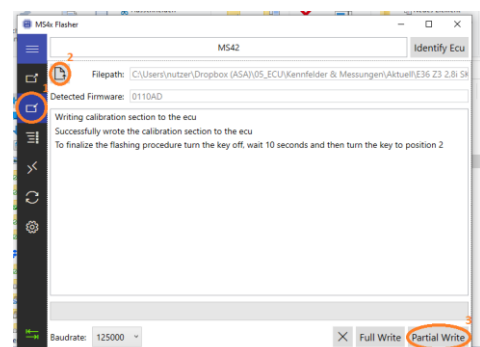 MS4x Flasher
MS42
Identify Ecu
2
Filepath: C:\Users\nutzer\Dropbox (ASA)\05_ECU\Kennfelder & Messungen\Aktuell\E36 Z3 2.8i
1
Detected Firmware: 0110AD
Writing calibration section to the ecu
Successfully wrote the calibration section to the ecu
To finalize the flashing procedure turn the key off, wait 10 seconds and then turn the key to position 2
3
Baudrate: 125000
Full Write
Partial Write